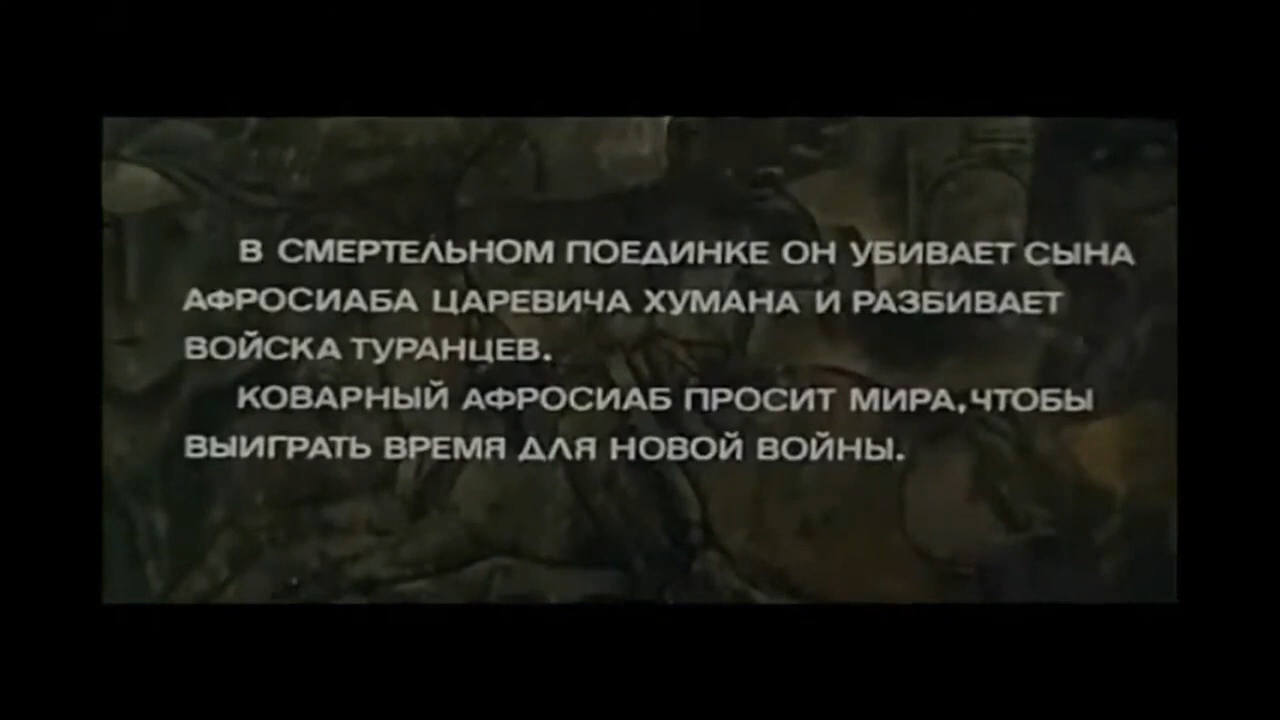 В СМЕРТЕЛЬНОМ ПОЕДИНКЕ ОН УБИВАЕТ СЫНА
АФРОСИАБА ЦАРЕВИЧА ХУМАНА И РАЗБИВАЕТ
ВОЙСКА ТУРАНЦЕВ.
КОВАРНЫЙ АФРОСИАБ ПРОСИТ МИРА, ЧТОБЫ
ВЫИГРАТЬ ВРЕМЯ ДЛЯ НОВОЙ ВОЙНЫ.